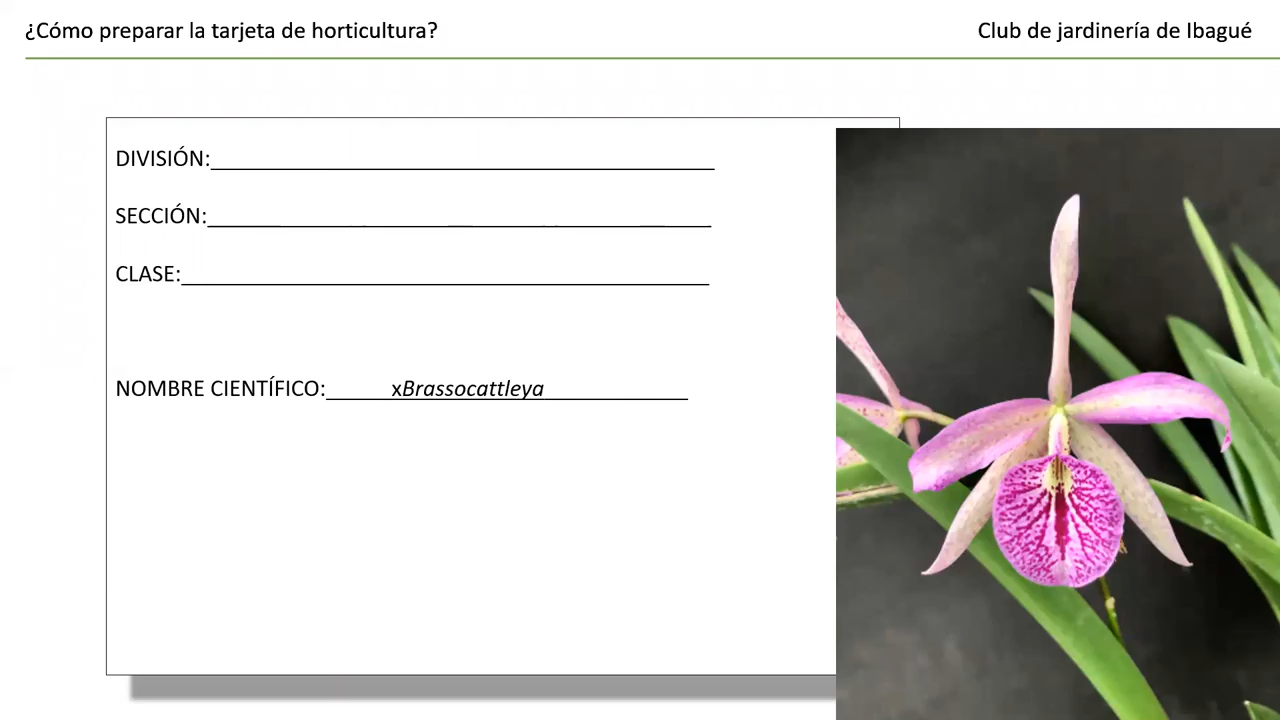 ¿Cómo preparar la tarjeta de horticultura?
Club de jardinería de Ibagué
DIVISIÓN:
SECCIÓN:
CLASE:
NOMBRE CIENTÍFICO: xBrassocattleya